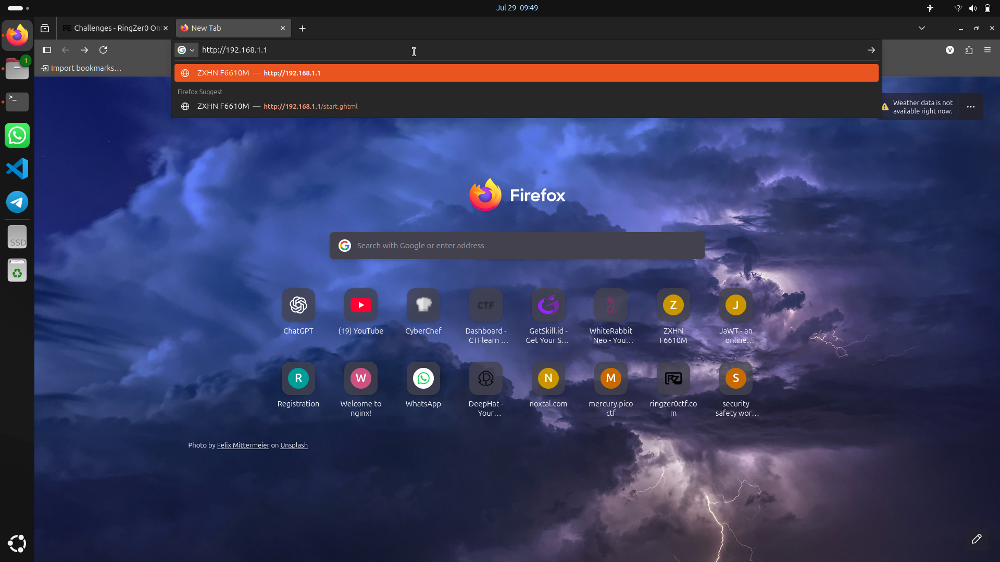 Jul 29 09:49
Challenges - RingZer0 On
New Tab
http://192.168.1.1
Import bookmarks…
ZXHN F6610M — http://192.168.1.1
Firefox Suggest
ZXHN F6610M — http://192.168.1.1/start.ghtml
Weather data is not
available right now.
1
>_
SSD
Firefox
Search with Google or enter address
CTF
Z
J
ChatGPT
(19) YouTube
CyberChef
Dashboard -
CTFlearn …
GetSkill.id -
Get Your S…
WhiteRabbit
Neo - You…
ZXHN
F6610M
JaWT - an
online…
R
W
N
M
RZ
S
Registration
Welcome to
nginx!
WhatsApp
DeepHat -
Your…
noxtal.com
mercury.pico
ctf
ringzer0ctf.co
m
security
safety wor…
Photo by Felix Mittermeier on Unsplash
V